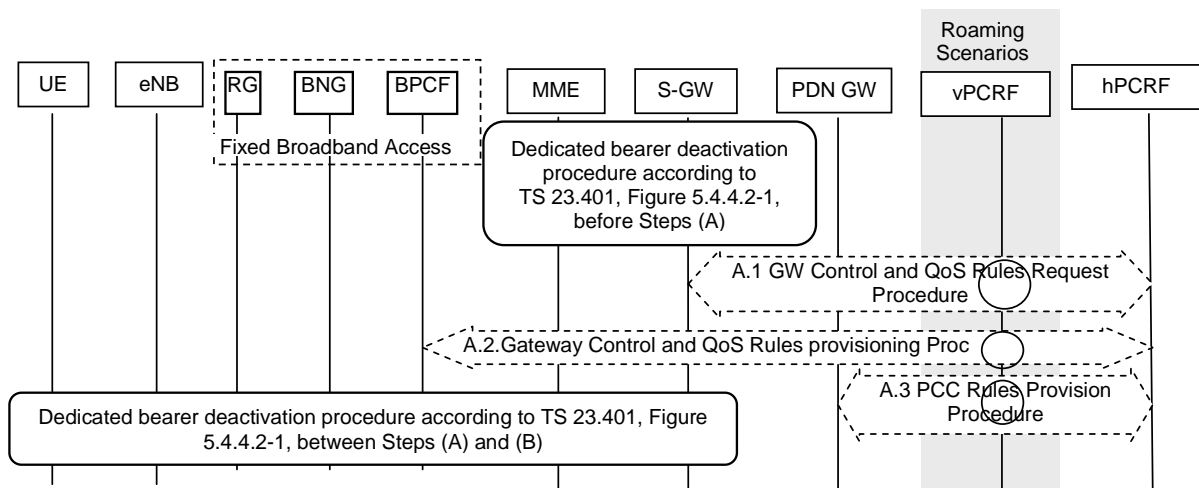 Roaming
Scenarios
UE
eNB
RG
BNG
BPCF
MME
S-GW
PDN GW
vPCRF
hPCRF
Fixed Broadband Access
Dedicated bearer deactivation
procedure according to
TS 23.401, Figure 5.4.4.2-1,
before Steps (A)
A.1 GW Control and QoS Rules Request
Procedure
A.2.Gateway Control and QoS Rules provisioning Proc
A.3 PCC Rules Provision
Procedure
Dedicated bearer deactivation procedure according to TS 23.401, Figure
5.4.4.2-1, between Steps (A) and (B)